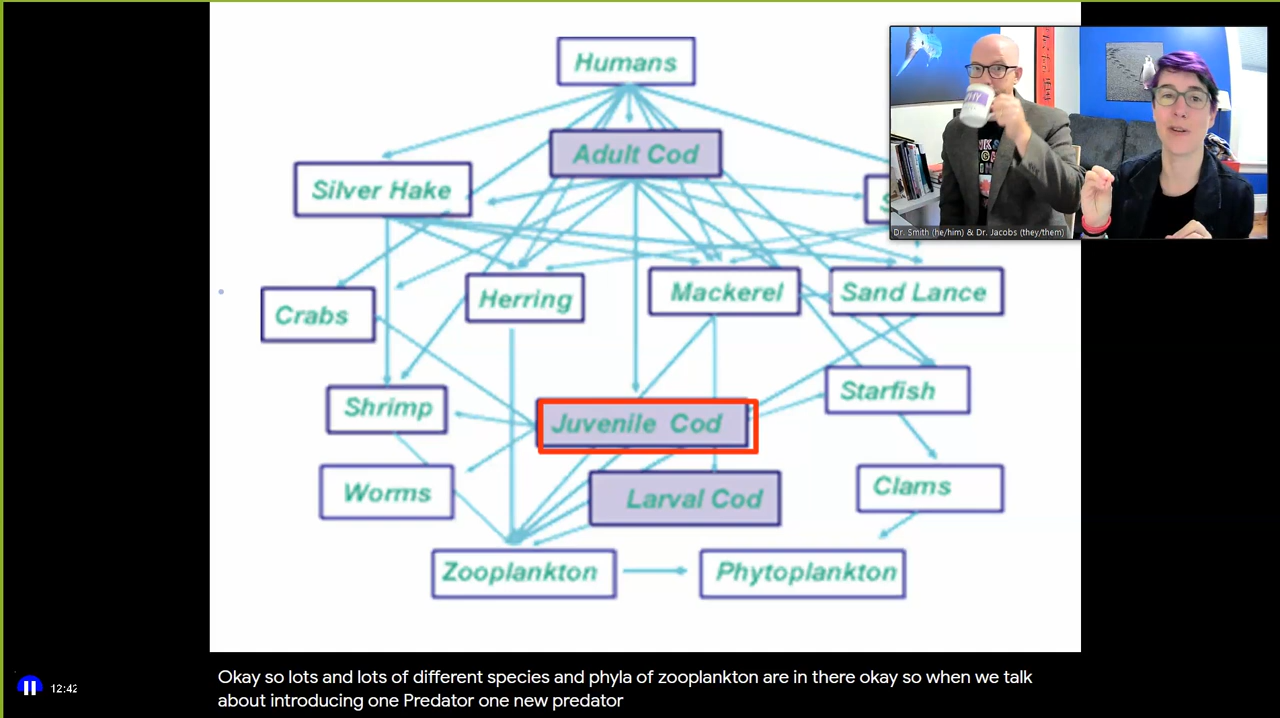 Humans
Adult Cod
Silver Hake
S
Dr. Smith (he/him) & Dr. Jacobs (they/them)
Crabs
Herring
Mackerel
Sand Lance
Shrimp
Juvenile Cod
Starfish
Worms
Larval Cod
Clams
Zooplankton
Phytoplankton
12:42
Okay so lots and lots of different species and phyla of zooplankton are in there okay so when we talk
about introducing one Predator one new predator